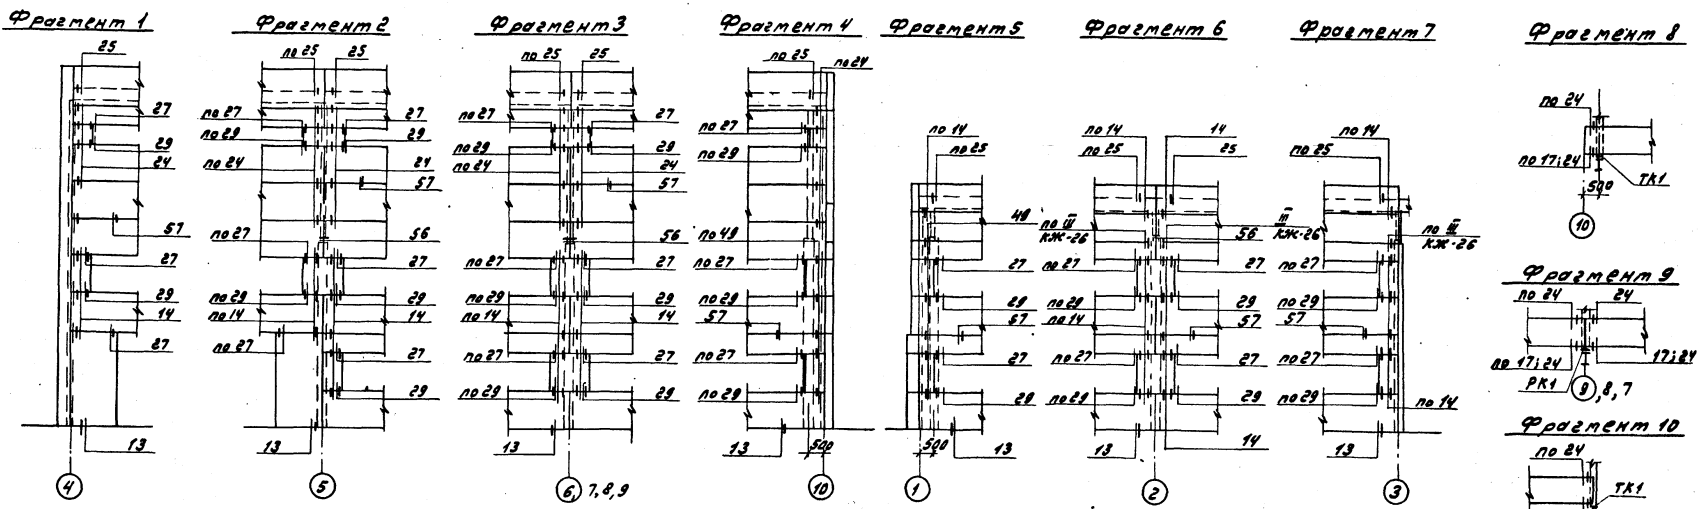 Фрагмент 1
25
27
29
24
57
27
29
14
27
13
4
Фрагмент 2
по 25
25
по 27
27
по 29
29
по 24
21
57
по 27
56
27
по 29
29
по 14
14
по 27
27
29
13
5
Фрагмент 3
по 25
25
по 27
27
по 29
29
по 24
24
57
56
по 27
27
по 29
29
по 14
14
по 27
27
по 29
29
13
6, 7, 8, 9
Фрагмент 4
по 25
по 24
по 27
по 29
по 49
по 27
по 29
57
по 27
по 29
13
500
10
Фрагмент 5
по 14
по 25
49
27
29
57
27
29
500
13
1
Фрагмент 6
по 14
14
по 25
25
по III
КЖ-26
56
III
КЖ-26
по 27
27
по 29
29
по 14
57
по 27
27
по 29
29
13
14
2
Фрагмент 7
по 14
по 25
по III
КЖ-26
по 27
по 29
57
по 27
по 29
по 14
13
3
Фрагмент 8
по 24
по 17; 24
ТК1
500
10
Фрагмент 9
по 24
24
по 17; 24
17; 24
РК1
9, 8, 7
Фрагмент 10
по 24
ТК1